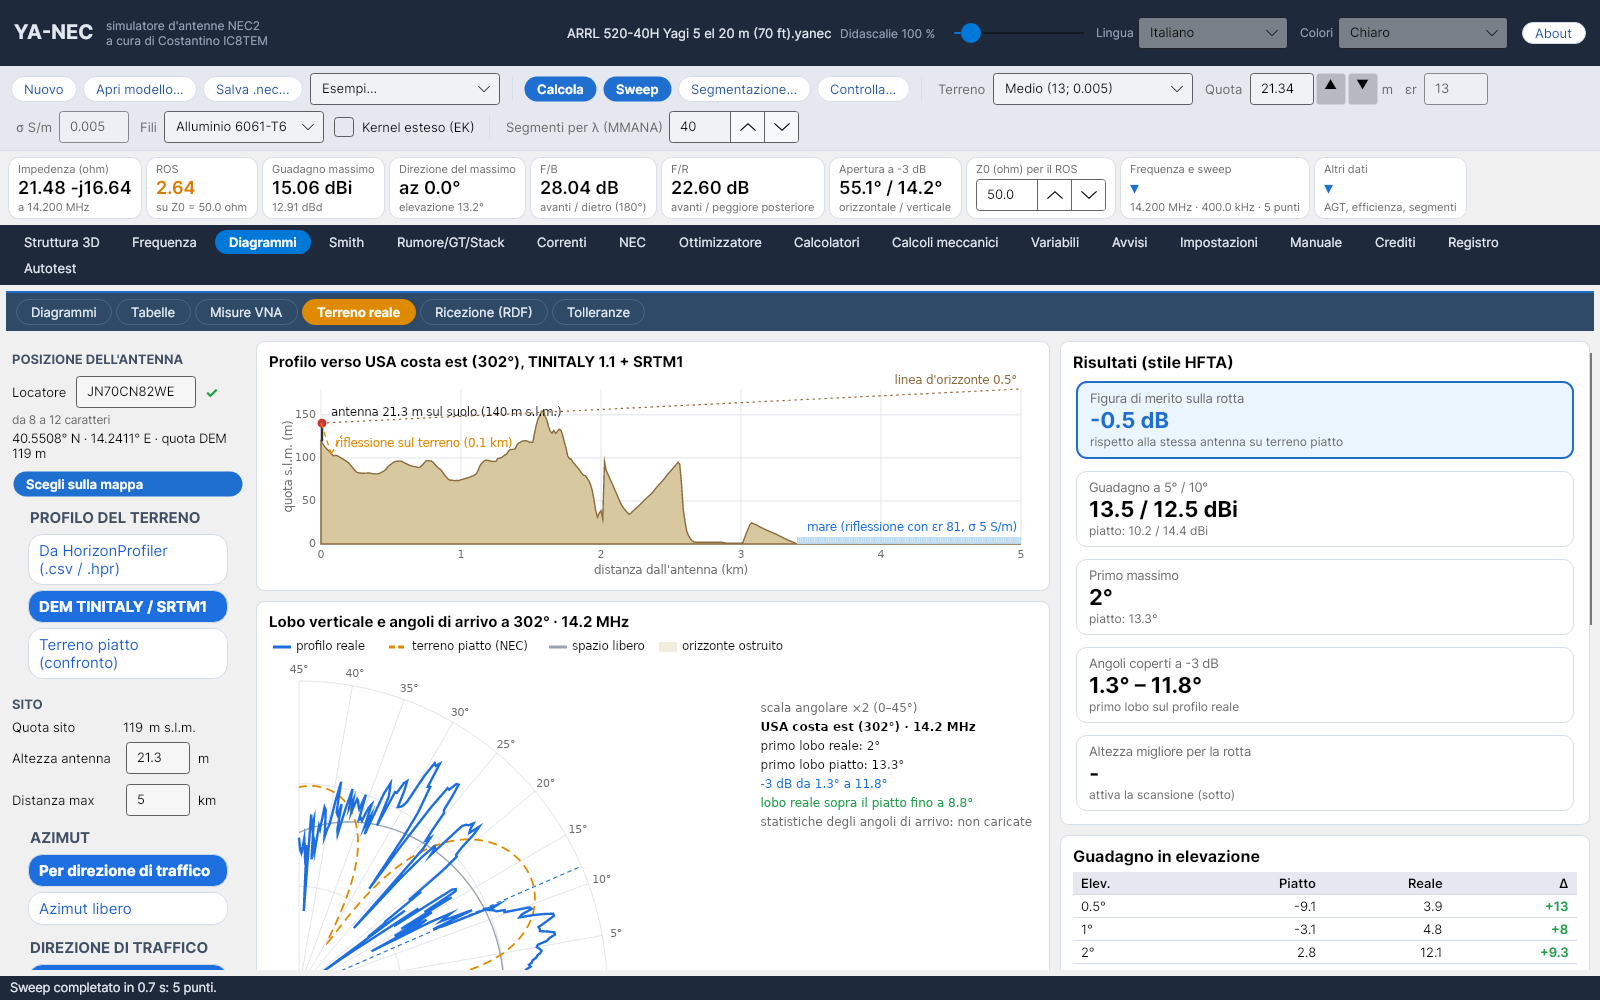 YA-NEC
simulatore d'antenne NEC2
a cura di Costantino IC8TEM
ARRL 520-40H Yagi 5 el 20 m (70 ft).yanec
Didascalie 100 %
Lingua
Italiano
Colori
Chiaro
About
Nuovo
Apri modello...
Salva .nec...
Esempi...
Calcola
Sweep
Segmentazione...
Controlla...
Terreno
Medio (13; 0.005)
Quota
21.34
▲
▼
m
εr
13
σ S/m
0.005
Fili
Alluminio 6061-T6
Kernel esteso (EK)
Segmenti per λ (MMANA)
40
Impedenza (ohm)
21.48 -j16.64
a 14.200 MHz
ROS
2.64
su Z0 = 50.0 ohm
Guadagno massimo
15.06 dBi
12.91 dBd
Direzione del massimo
az 0.0°
elevazione 13.2°
F/B
28.04 dB
avanti / dietro (180°)
F/R
22.60 dB
avanti / peggiore posteriore
Apertura a -3 dB
55.1° / 14.2°
orizzontale / verticale
Z0 (ohm) per il ROS
50.0
Frequenza e sweep
▼
14.200 MHz · 400.0 kHz · 5 punti
Altri dati
▼
AGT, efficienza, segmenti
Struttura 3D
Frequenza
Diagrammi
Smith
Rumore/GT/Stack
Correnti
NEC
Ottimizzatore
Calcolatori
Calcoli meccanici
Variabili
Avvisi
Impostazioni
Manuale
Crediti
Registro
Autotest
Diagrammi
Tabelle
Misure VNA
Terreno reale
Ricezione (RDF)
Tolleranze
POSIZIONE DELL'ANTENNA
Locatore
JN70CN82WE
✓
da 8 a 12 caratteri
40.5508° N · 14.2411° E · quota DEM
119 m
Scegli sulla mappa
PROFILO DEL TERRENO
Da HorizonProfiler
(.csv / .hpr)
DEM TINITALY / SRTM1
Terreno piatto
(confronto)
SITO
Quota sito
119 m s.l.m.
Altezza antenna
21.3
m
Distanza max
5
km
AZIMUT
Per direzione di traffico
Azimut libero
DIREZIONE DI TRAFFICO
Profilo verso USA costa est (302°), TINITALY 1.1 + SRTM1
linea d'orizzonte 0.5°
antenna 21.3 m sul suolo (140 m s.l.m.)
riflessione sul terreno (0.1 km)
mare (riflessione con εr 81, σ 5 S/m)
quota s.l.m. (m)
150
100
50
0
0
1
2
3
4
5
distanza dall'antenna (km)
Lobo verticale e angoli di arrivo a 302° · 14.2 MHz
profilo reale
terreno piatto (NEC)
spazio libero
orizzonte ostruito
45°
40°
35°
30°
25°
20°
15°
10°
5°
scala angolare ×2 (0–45°)
USA costa est (302°) · 14.2 MHz
primo lobo reale: 2°
primo lobo piatto: 13.3°
-3 dB da 1.3° a 11.8°
lobo reale sopra il piatto fino a 8.8°
statistiche degli angoli di arrivo: non caricate
Risultati (stile HFTA)
Figura di merito sulla rotta
-0.5 dB
rispetto alla stessa antenna su terreno piatto
Guadagno a 5° / 10°
13.5 / 12.5 dBi
piatto: 10.2 / 14.4 dBi
Primo massimo
2°
piatto: 13.3°
Angoli coperti a -3 dB
1.3° – 11.8°
primo lobo sul profilo reale
Altezza migliore per la rotta
-
attiva la scansione (sotto)
Guadagno in elevazione
Elev. Piatto Reale Δ
0.5° -9.1 3.9 +13
1° -3.1 4.8 +8
2° 2.8 12.1 +9.3
Sweep completato in 0.7 s: 5 punti.